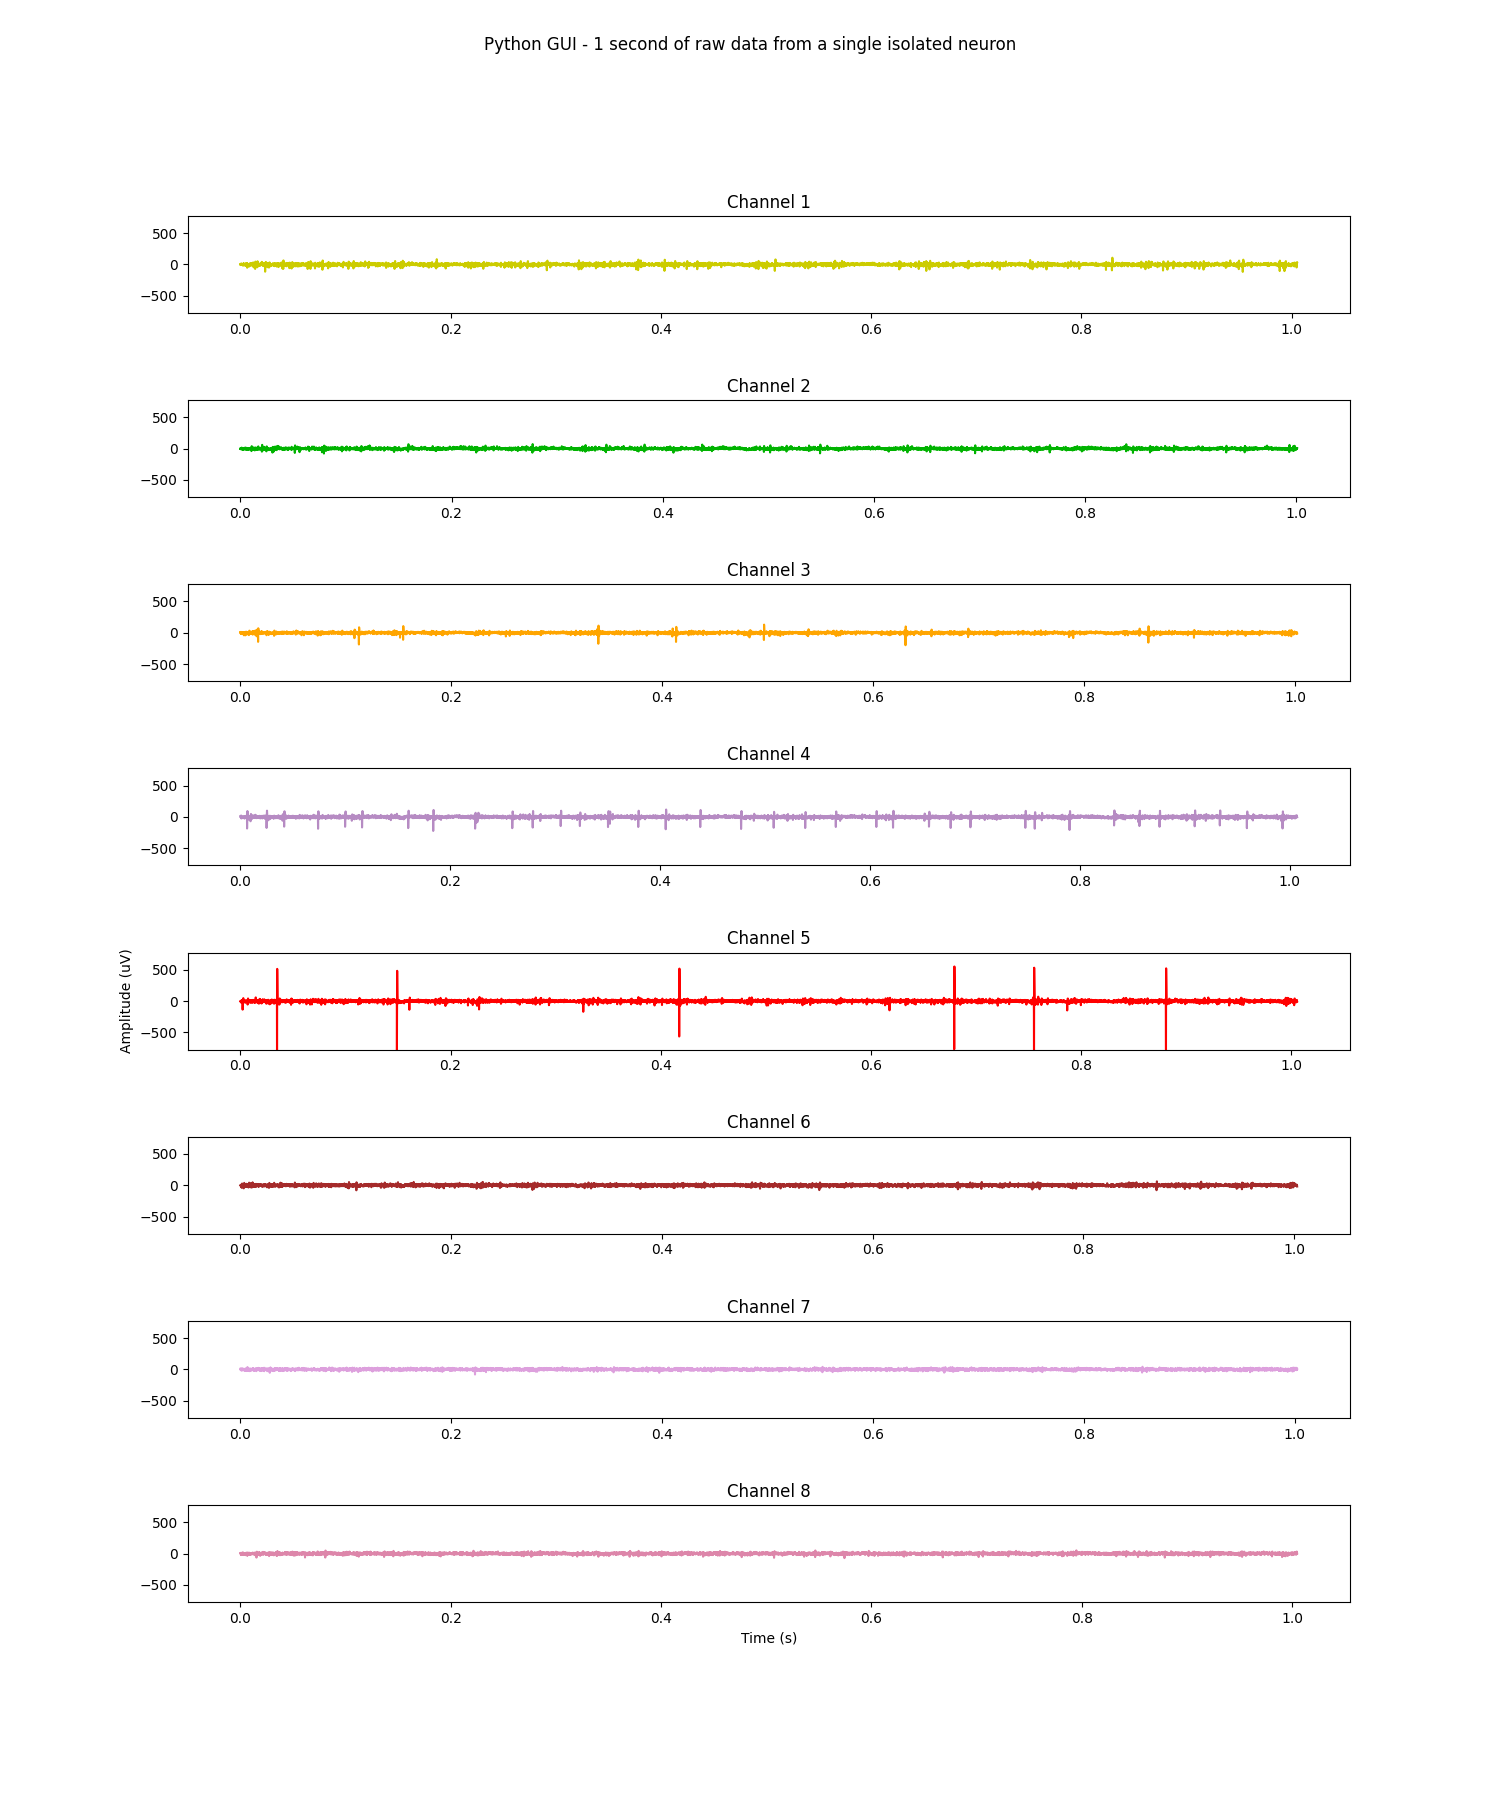 Python GUI - 1 second of raw data from a single isolated neuron
Channel 1
500
0
−500
0.0 0.2 0.4 0.6 0.8 1.0
Channel 2
500
0
−500
0.0 0.2 0.4 0.6 0.8 1.0
Channel 3
500
0
−500
0.0 0.2 0.4 0.6 0.8 1.0
Channel 4
500
0
−500
0.0 0.2 0.4 0.6 0.8 1.0
Channel 5
Amplitude (uV)
500
0
−500
0.0 0.2 0.4 0.6 0.8 1.0
Channel 6
500
0
−500
0.0 0.2 0.4 0.6 0.8 1.0
Channel 7
500
0
−500
0.0 0.2 0.4 0.6 0.8 1.0
Channel 8
500
0
−500
0.0 0.2 0.4 0.6 0.8 1.0
Time (s)